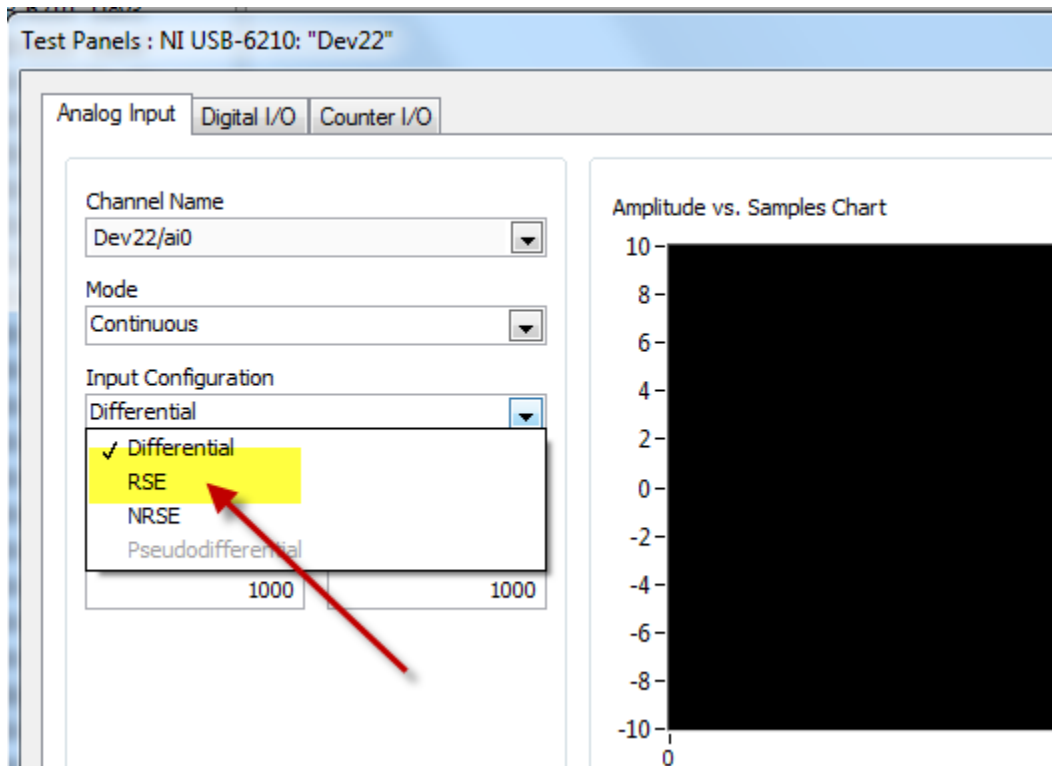 Test Panels : NI USB-6210: "Dev22"
Analog Input Digital I/O Counter I/O
Channel Name
Dev22/ai0
Mode
Continuous
Input Configuration
Differential
✓ Differential
RSE
NRSE
Pseudodifferential
1000 1000
Amplitude vs. Samples Chart
10
8
6
4
2
0
-2
-4
-6
-8
-10
0